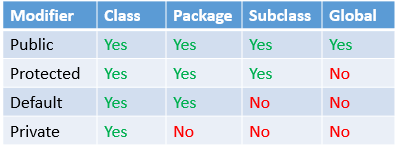 Modifier Class Package Subclass Global
Public Yes Yes Yes Yes
Protected Yes Yes Yes No
Default Yes Yes No No
Private Yes No No No